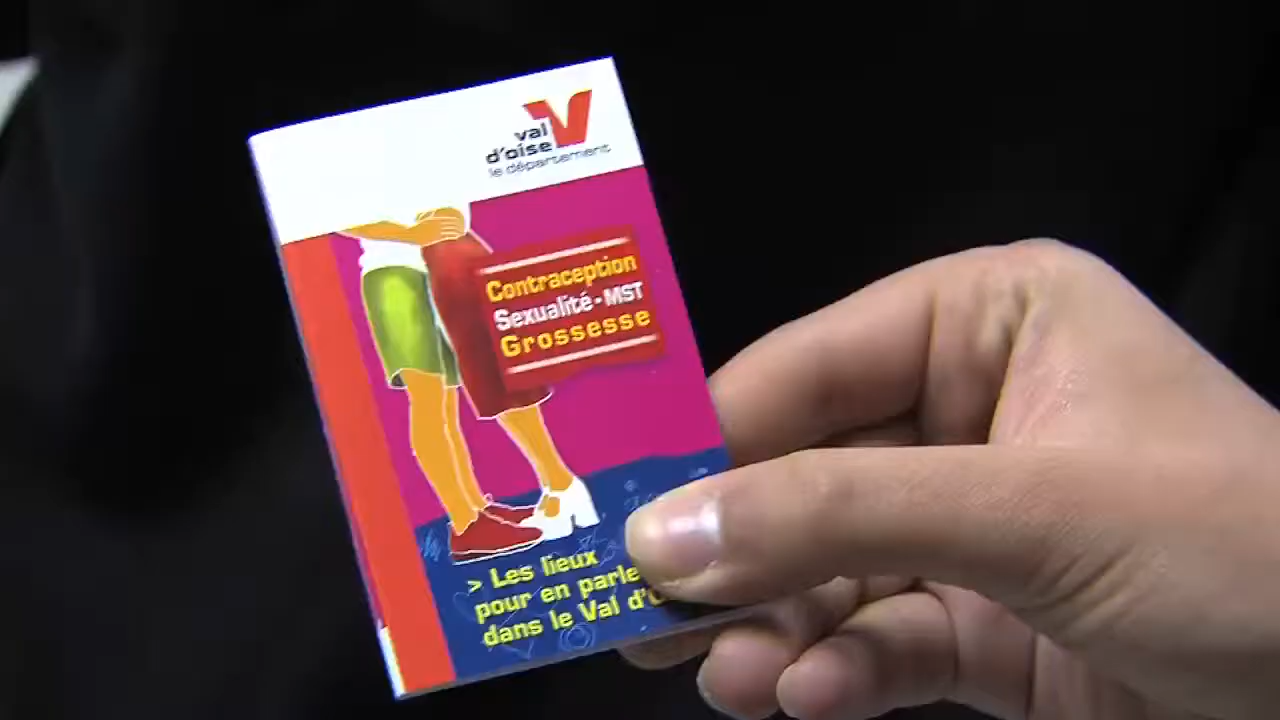 val
d'oise
le département
Contraception
Sexualité - MST
Grossesse
> Les lieux
pour en parle
dans le Val d'O